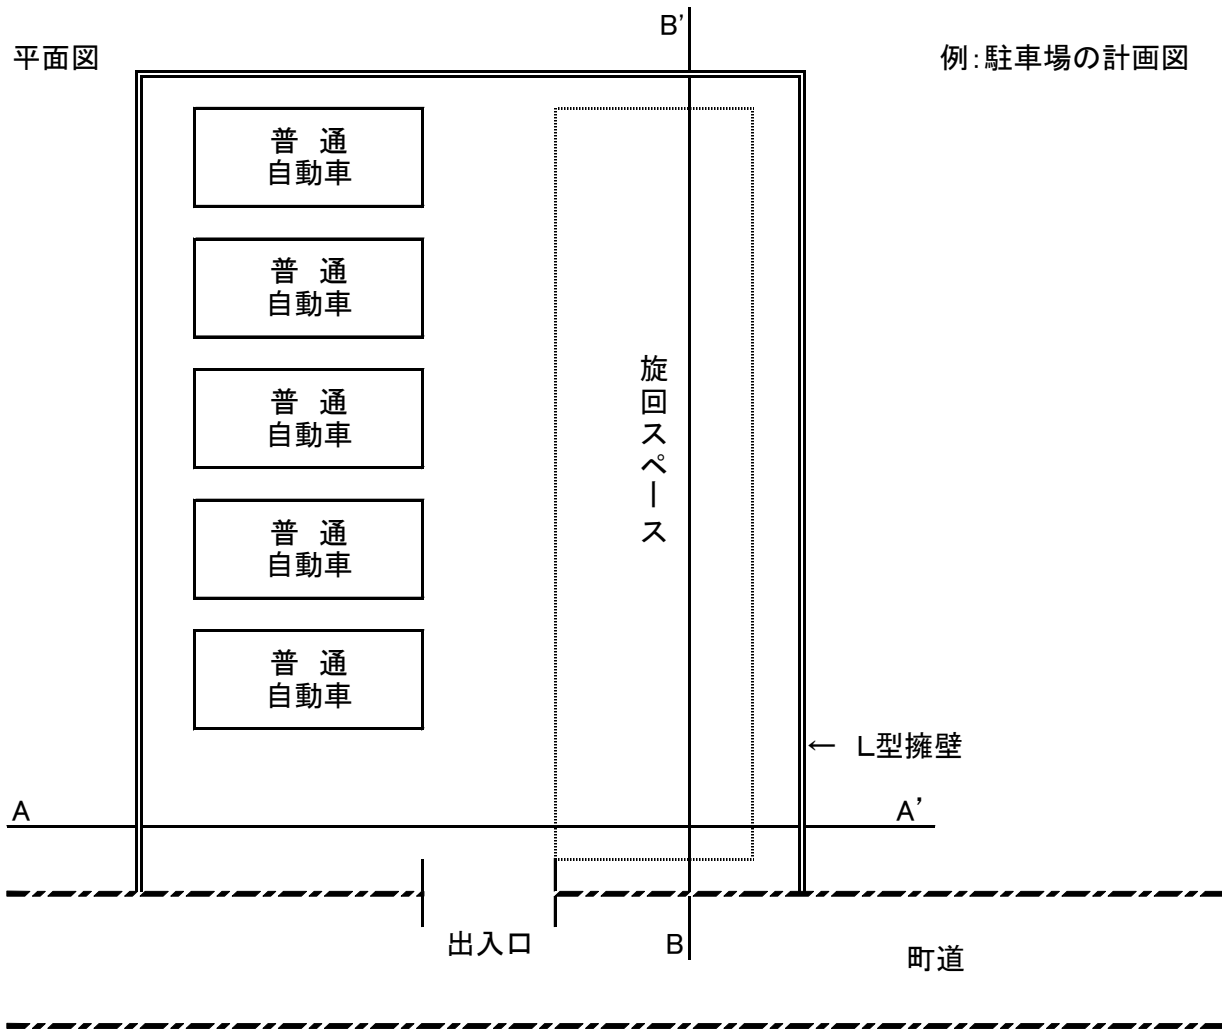 平面図
B'
例:駐車場の計画図
普 通
自動車
普 通
自動車
普 通
自動車
普 通
自動車
普 通
自動車
旋回スペース
← L型擁壁
A
A'
出入口
B
町道